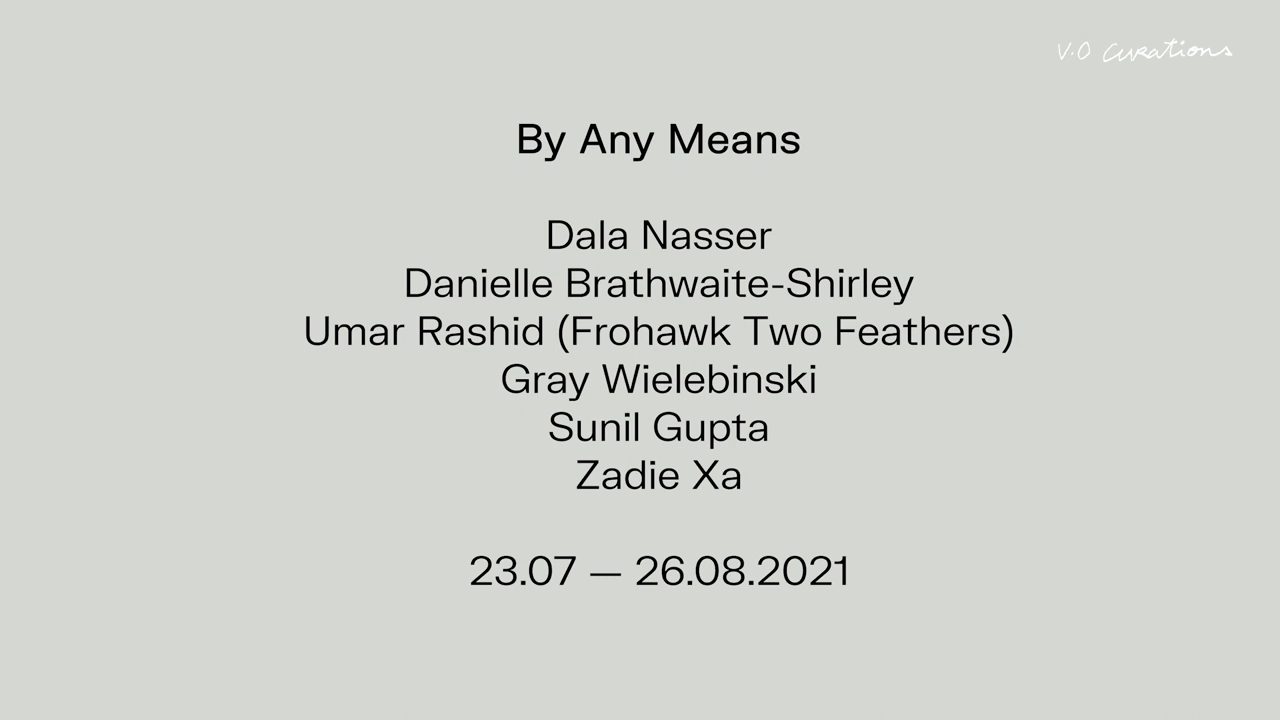 V.O Curations
By Any Means
Dala Nasser
Danielle Brathwaite-Shirley
Umar Rashid (Frohawk Two Feathers)
Gray Wielebinski
Sunil Gupta
Zadie Xa
23.07 — 26.08.2021